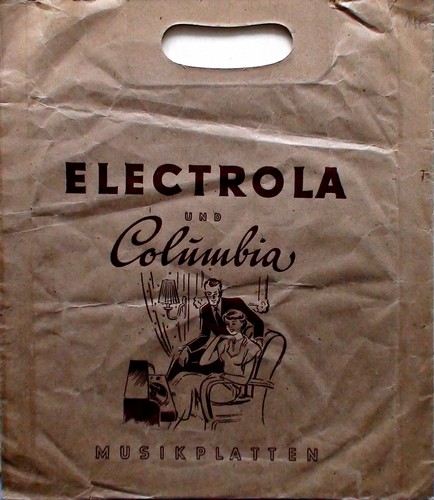 ELECTROLA
UND
Columbia
MUSIKPLATTEN